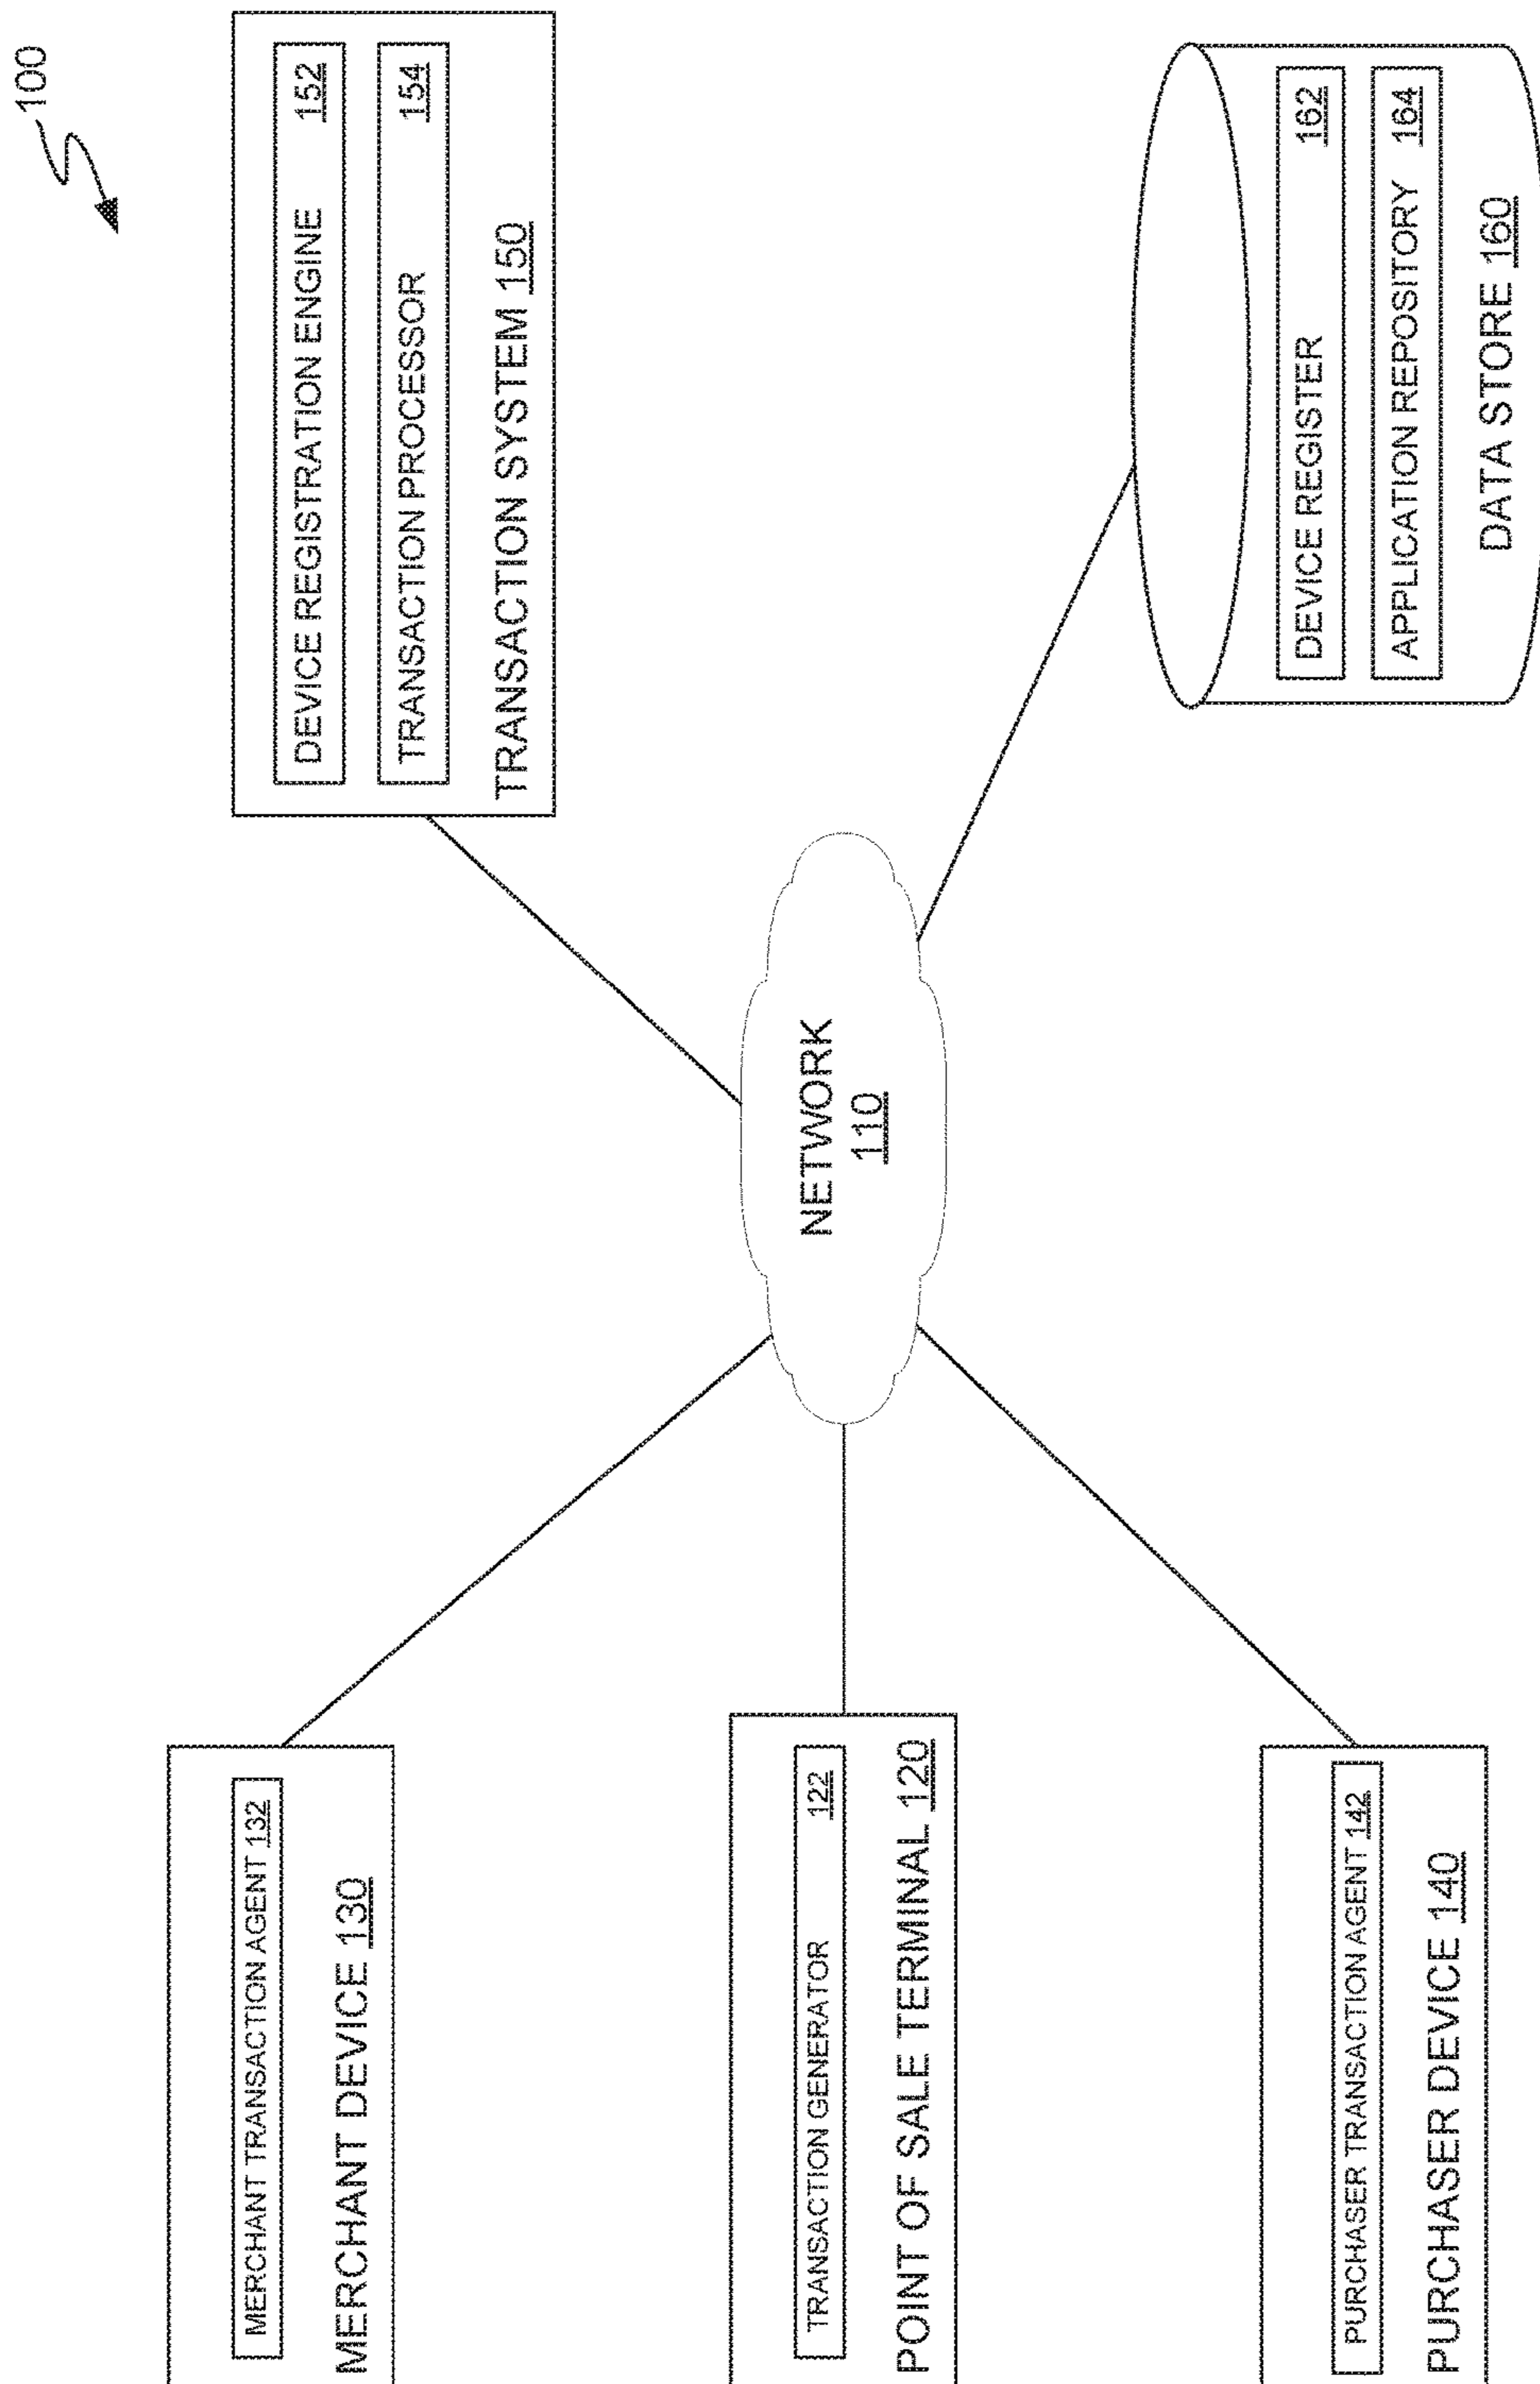 100
MERCHANT TRANSACTION AGENT 132
MERCHANT DEVICE 130
TRANSACTION GENERATOR 122
POINT OF SALE TERMINAL 120
PURCHASER TRANSACTION AGENT 142
PURCHASER DEVICE 140
NETWORK
110
DEVICE REGISTRATION ENGINE 152
TRANSACTION PROCESSOR 154
TRANSACTION SYSTEM 150
DEVICE REGISTER 162
APPLICATION REPOSITORY 164
DATA STORE 160